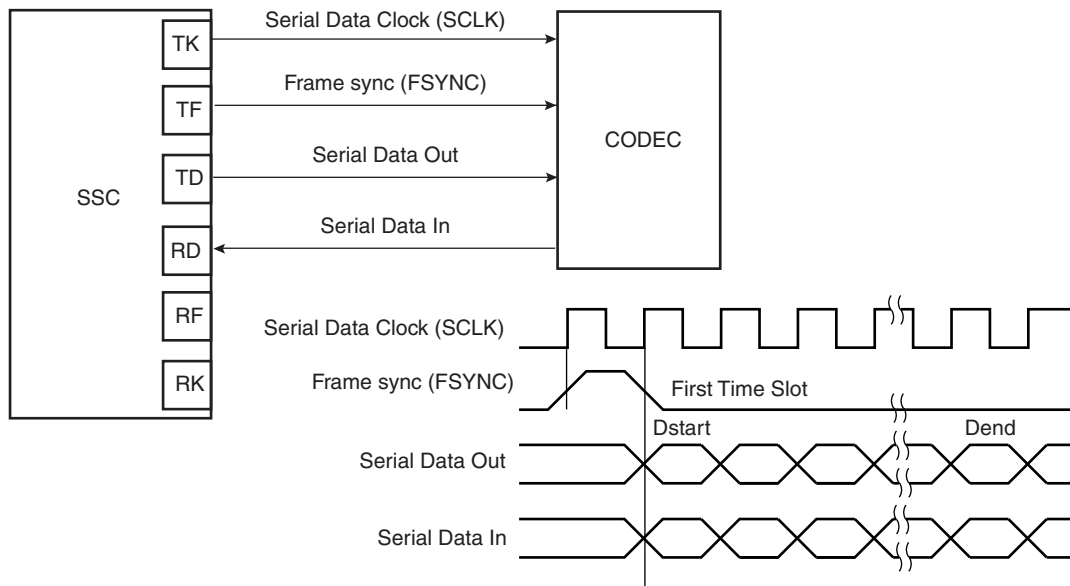 SSC
TK
TF
TD
RD
RF
RK
Serial Data Clock (SCLK)
Frame sync (FSYNC)
Serial Data Out
Serial Data In
CODEC
Serial Data Clock (SCLK)
Frame sync (FSYNC)
First Time Slot
Dstart
Dend
Serial Data Out
Serial Data In